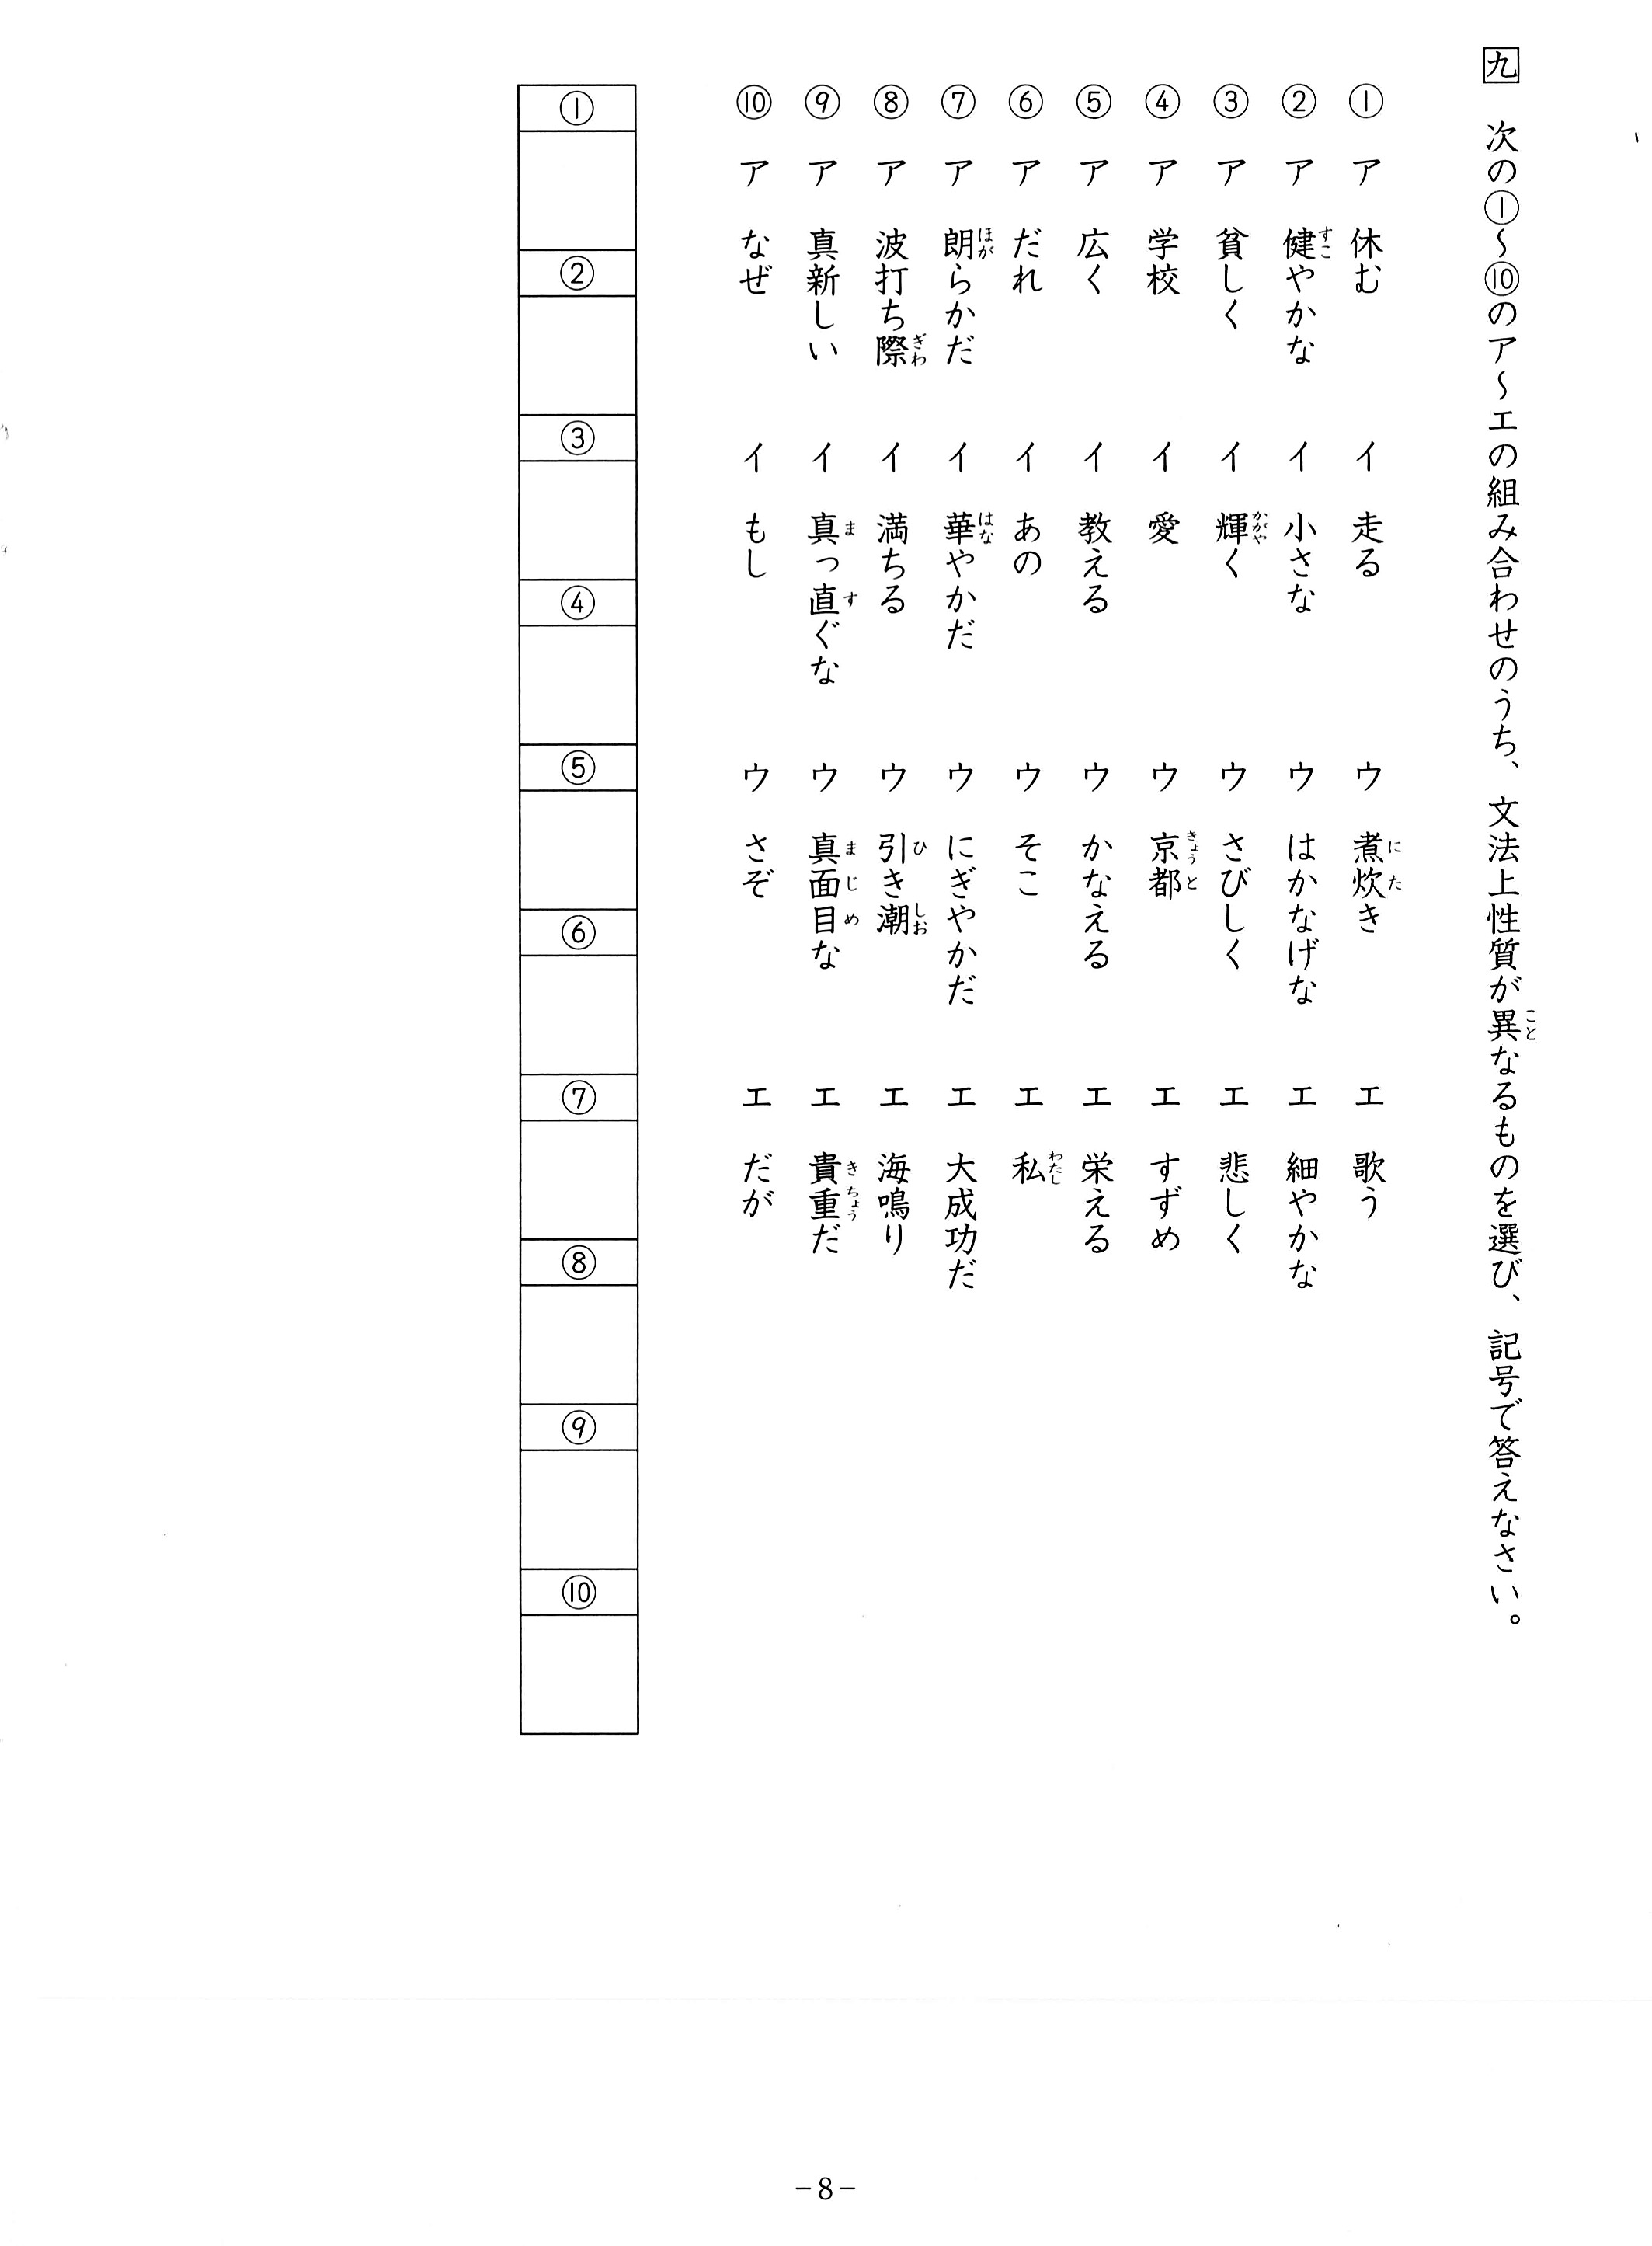 九 次の①～⑩のア～エの組み合わせのうち、文法上性質が異なるものを選び、記号で答えなさい。
① ア 休む イ 走る ウ 煮炊き エ 歌う
② ア 健やかな イ 小さな ウ はかなげな エ 細やかな
③ ア 貧しく イ 輝く ウ さびしく エ 悲しく
④ ア 学校 イ 愛 ウ 京都 エ すずめ
⑤ ア 広く イ 教える ウ かなえる エ 栄える
⑥ ア だれ イ あの ウ そこ エ 私
⑦ ア 朗らかだ イ 華やかだ ウ にぎやかだ エ 大成功だ
⑧ ア 波打ち際 イ 満ちる ウ 引き潮 エ 海鳴り
⑨ ア 真新しい イ 真っ直ぐな ウ 真面目な エ 貴重だ
⑩ ア なぜ イ もし ウ さぞ エ だが
① ② ③ ④ ⑤ ⑥ ⑦ ⑧ ⑨ ⑩
－8－